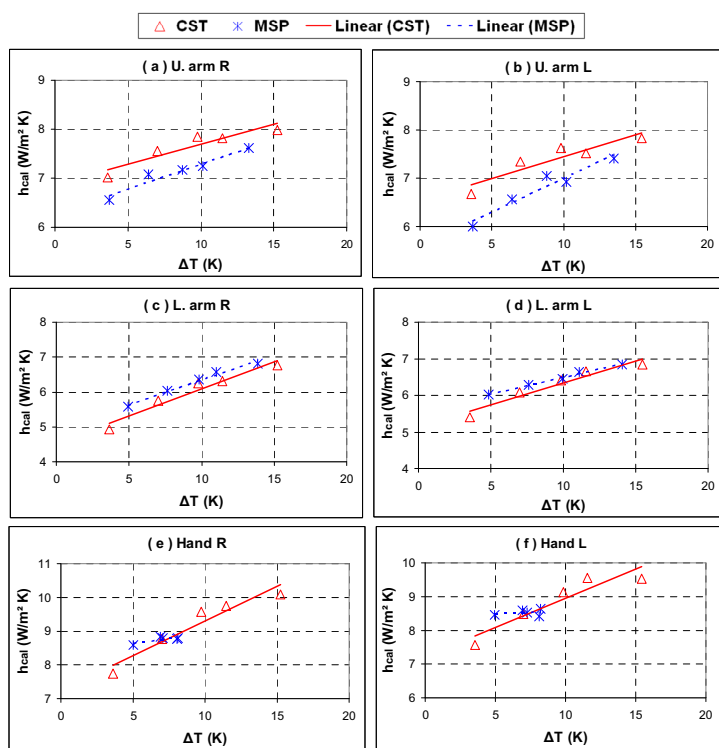 CST MSP Linear (CST) Linear (MSP)
( a ) U. arm R
hcal (W/m² K)
9
8
7
6
0 5 10 15 20
ΔT (K)
( b ) U. arm L
hcal (W/m² K)
9
8
7
6
0 5 10 15 20
ΔT (K)
( c ) L. arm R
hcal (W/m² K)
8
7
6
5
4
0 5 10 15 20
ΔT (K)
( d ) L. arm L
hcal (W/m² K)
8
7
6
5
4
0 5 10 15 20
ΔT (K)
( e ) Hand R
hcal (W/m² K)
11
10
9
8
7
0 5 10 15 20
ΔT (K)
( f ) Hand L
hcal (W/m² K)
10
9
8
7
6
0 5 10 15 20
ΔT (K)